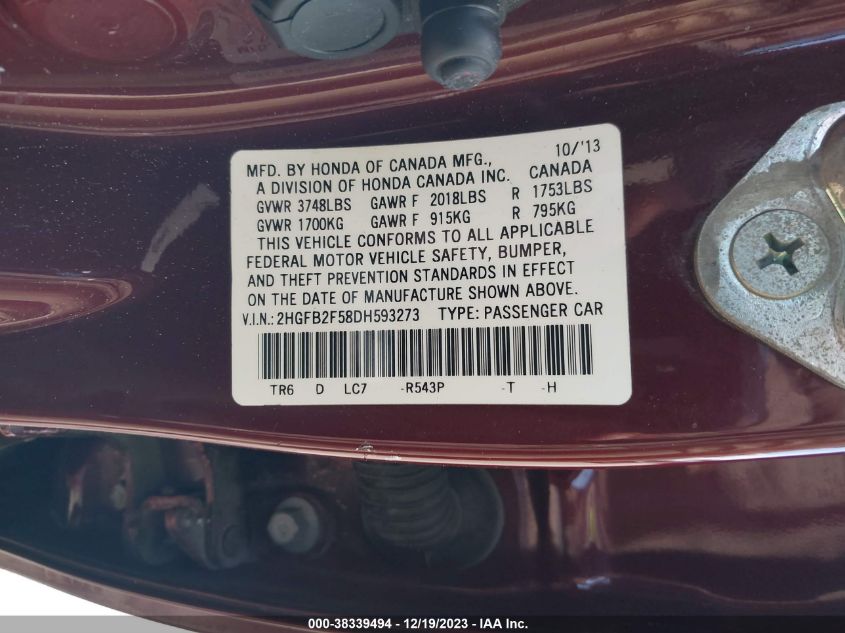 MFD. BY HONDA OF CANADA MFG., 10/'13
A DIVISION OF HONDA CANADA INC. CANADA
GVWR 3748LBS GAWR F 2018LBS R 1753LBS
GVWR 1700KG GAWR F 915KG R 795KG
THIS VEHICLE CONFORMS TO ALL APPLICABLE
FEDERAL MOTOR VEHICLE SAFETY, BUMPER,
AND THEFT PREVENTION STANDARDS IN EFFECT
ON THE DATE OF MANUFACTURE SHOWN ABOVE.
V.I.N.: 2HGFB2F58DH593273 TYPE: PASSENGER CAR
TR6 D LC7 -R543P -T -H
000-38339494 - 12/19/2023 - IAA Inc.